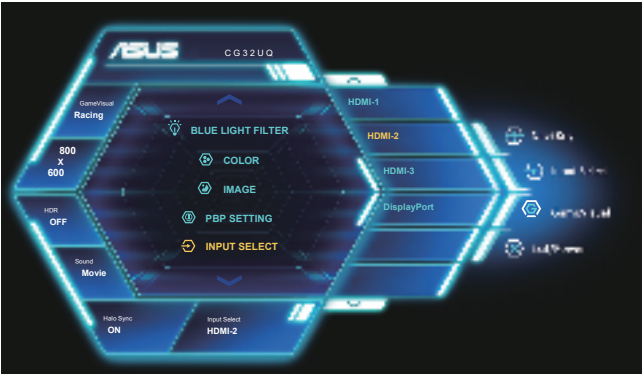 ASUS
CG32UQ
GameVisual
Racing
800
X
600
HDR
OFF
Sound
Movie
Halo Sync
ON
Input Select
HDMI-2
BLUE LIGHT FILTER
COLOR
IMAGE
PBP SETTING
INPUT SELECT
HDMI-1
HDMI-2
HDMI-3
DisplayPort
GameVisual